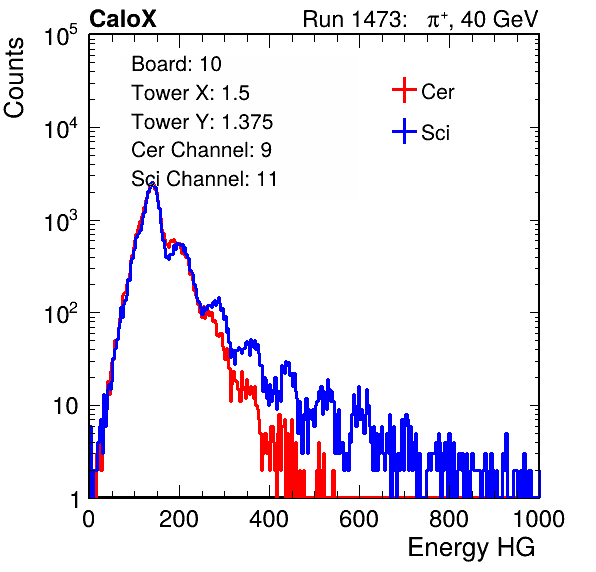 CaloX Run 1473: π⁺, 40 GeV
Counts
Board: 10
Tower X: 1.5
Tower Y: 1.375
Cer Channel: 9
Sci Channel: 11
Cer
Sci
10⁵
10⁴
10³
10²
10
1
0 200 400 600 800 1000
Energy HG